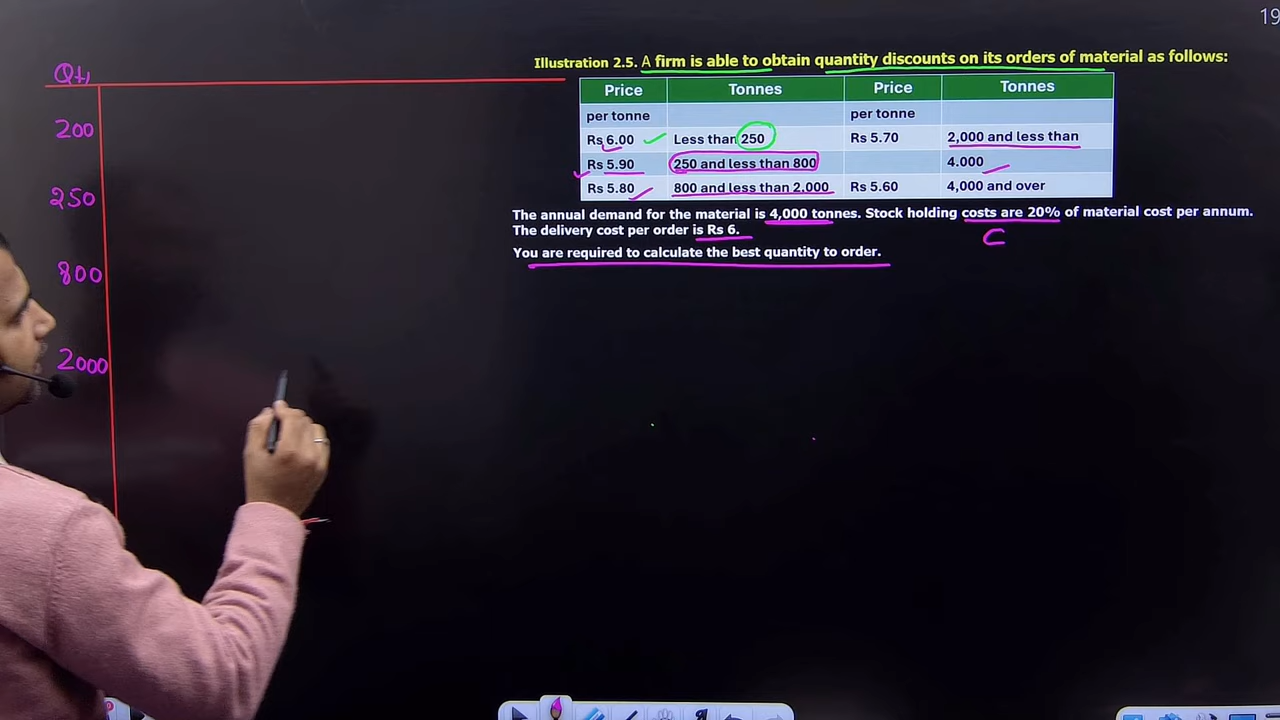 19
Illustration 2.5. A firm is able to obtain quantity discounts on its orders of material as follows:
Price Tonnes Price Tonnes
per tonne per tonne
Rs 6.00 Less than 250 Rs 5.70 2,000 and less than
Rs 5.90 250 and less than 800 4.000
Rs 5.80 800 and less than 2,000 Rs 5.60 4,000 and over
The annual demand for the material is 4,000 tonnes. Stock holding costs are 20% of material cost per annum.
The delivery cost per order is Rs 6.
C
You are required to calculate the best quantity to order.
Qty
200
250
800
2000